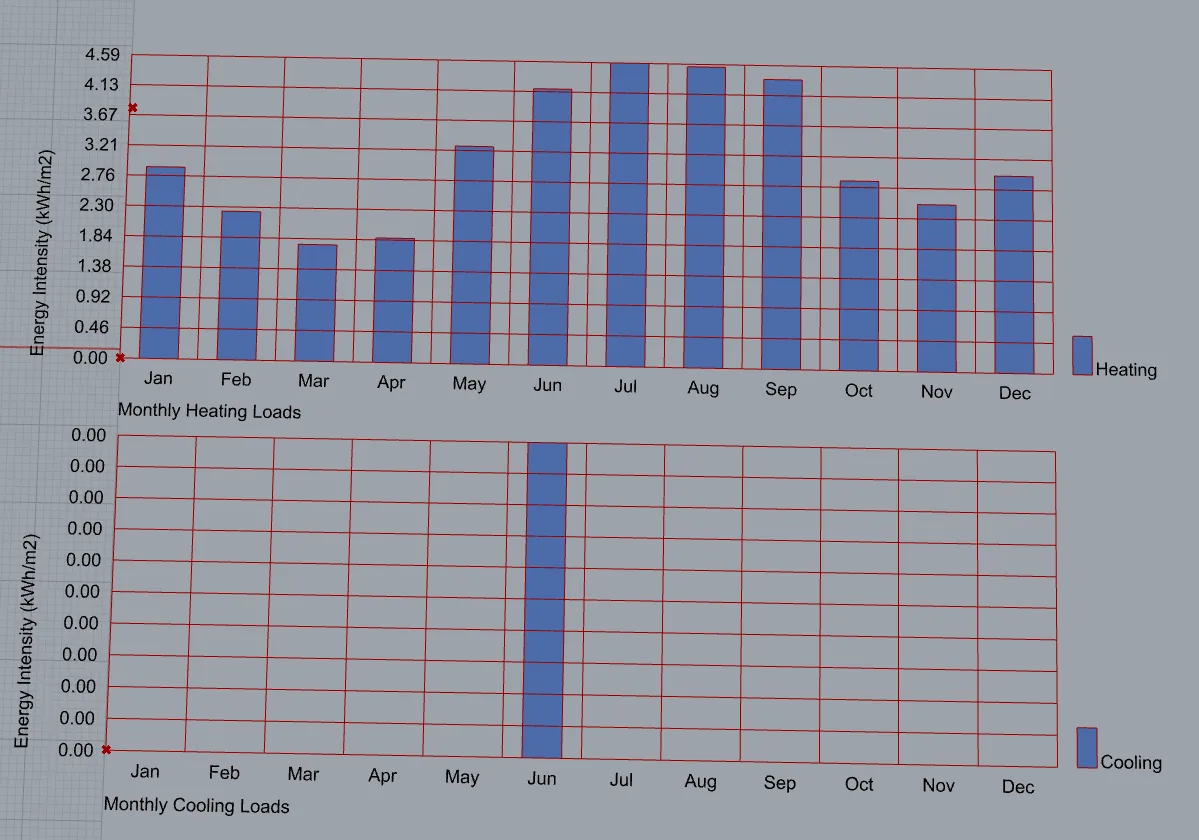 4.59
4.13
3.67
3.21
2.76
2.30
1.84
1.38
0.92
0.46
0.00
Energy Intensity (kWh/m2)
Jan Feb Mar Apr May Jun Jul Aug Sep Oct Nov Dec
Heating
Monthly Heating Loads
0.00
0.00
0.00
0.00
0.00
0.00
0.00
0.00
0.00
0.00
0.00
Energy Intensity (kWh/m2)
Jan Feb Mar Apr May Jun Jul Aug Sep Oct Nov Dec
Cooling
Monthly Cooling Loads